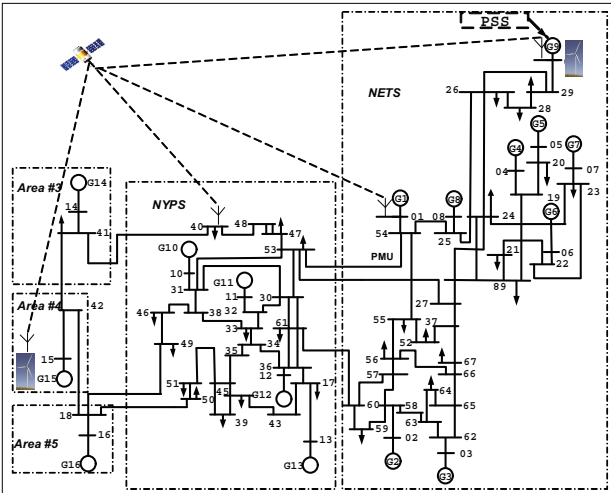 PSS
G9
NETS
26
29
28
G5
G4
G7
05
20
04
07
19
23
G6
Area #3
G14
14
41
NYPS
40
48
47
53
G1
01
54
G8
08
25
24
21
06
22
89
PMU
G10
10
31
G11
11
32
30
27
Area #4
42
15
G15
46
38
33
34
61
49
35
36
12
G12
17
55
37
52
56
57
67
66
64
65
51
50
45
39
43
13
G13
60
59
58
63
62
02
G2
03
G3
18
16
Area #5
G16